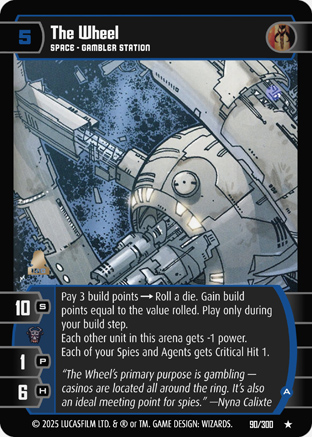 5
The Wheel
SPACE - GAMBLER STATION
10 S
1 P
6 H
Pay 3 build points → Roll a die. Gain build
points equal to the value rolled. Play only during
your build step.
Each other unit in this arena gets -1 power.
Each of your Spies and Agents gets Critical Hit 1.
“The Wheel’s primary purpose is gambling —
casinos are located all around the ring. It’s also
an ideal meeting point for spies.” —Nyna Calixte
A
© 2025 LUCASFILM LTD. & ® or TM. GAME DESIGN: WIZARDS.
90/300 ★